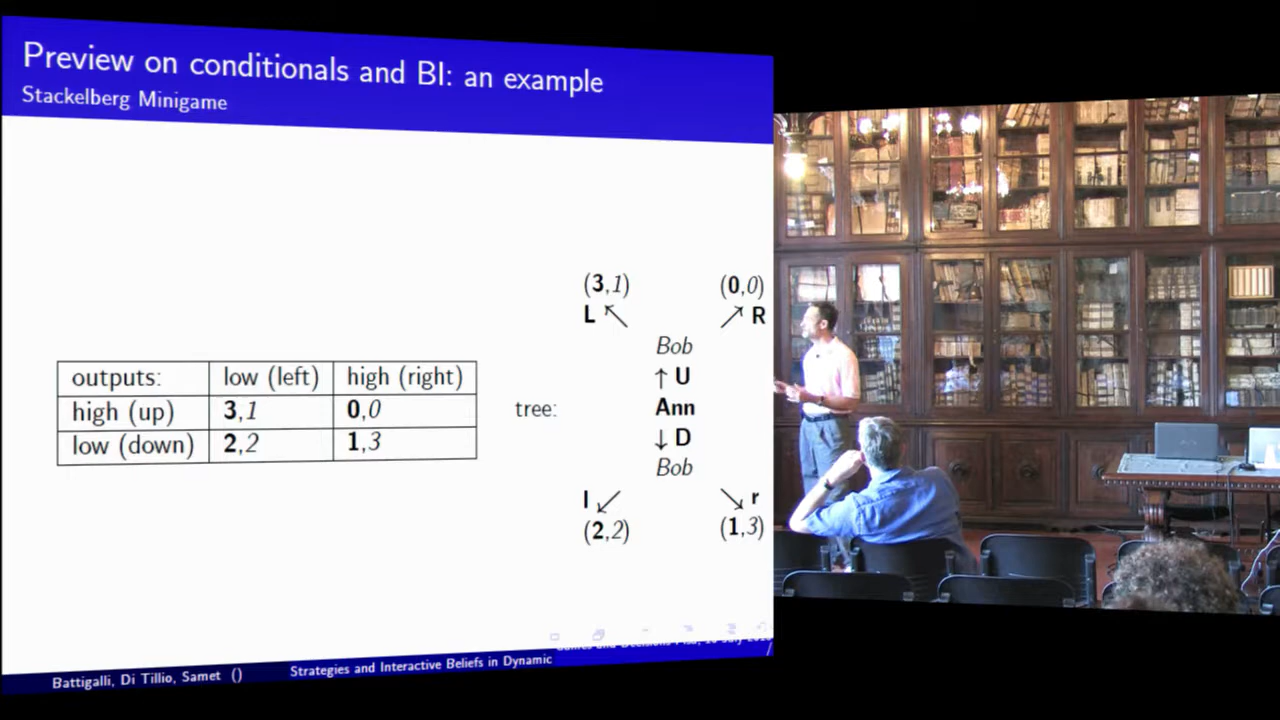 Preview on conditionals and BI: an example
Stackelberg Minigame
outputs: low (left) high (right)
high (up) 3,1 0,0
low (down) 2,2 1,3
tree:
(3,1) (0,0)
L ↖ ↗ R
Bob
↑ U
Ann
↓ D
Bob
l ↙ ↘ r
(2,2) (1,3)
Battigalli, Di Tillio, Samet ()
Strategies and Interactive Beliefs in Dynamic